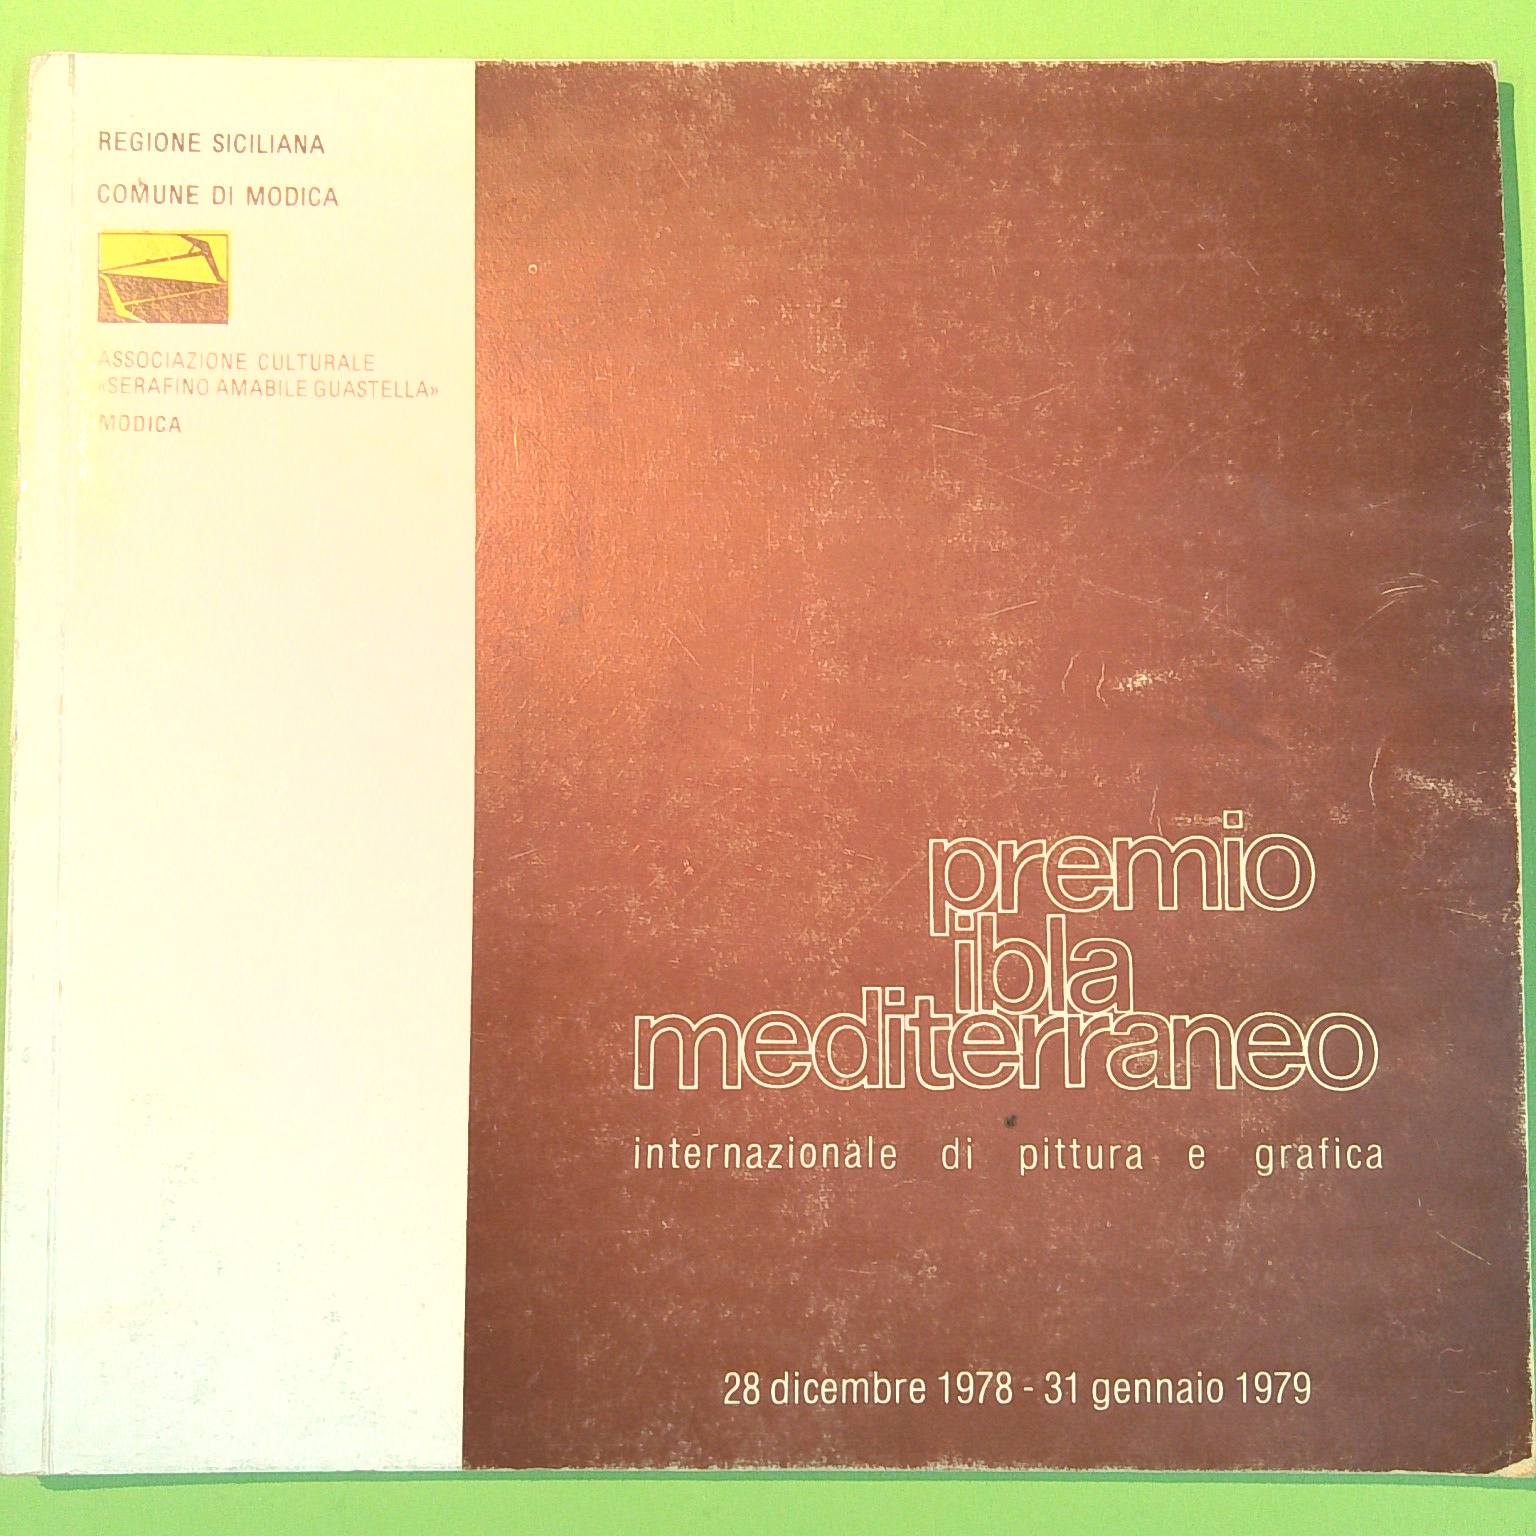 REGIONE SICILIANA
COMUNE DI MODICA
ASSOCIAZIONE CULTURALE
«SERAFINO AMABILE GUASTELLA»
MODICA
premio
ibla
mediterraneo
internazionale di pittura e grafica
28 dicembre 1978 - 31 gennaio 1979